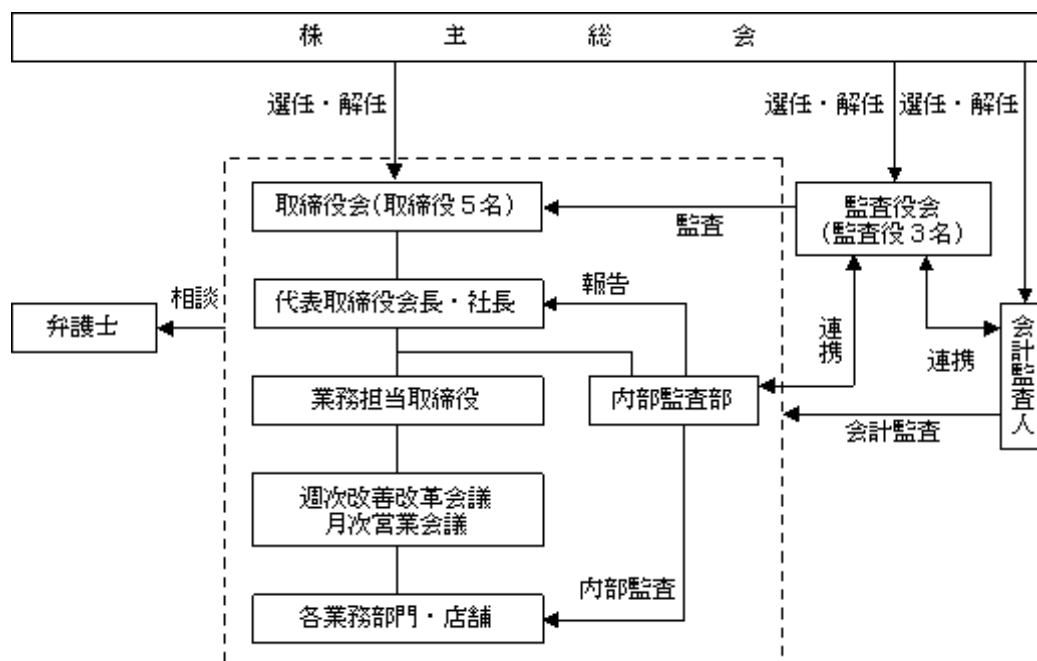 株主総会
選任・解任
選任・解任
選任・解任
取締役会(取締役5名)
監査
監査役会
(監査役3名)
代表取締役会長・社長
報告
相談
弁護士
連携
連携
会計監査人
業務担当取締役
内部監査部
会計監査
週次改善改革会議
月次営業会議
内部監査
各業務部門・店舗